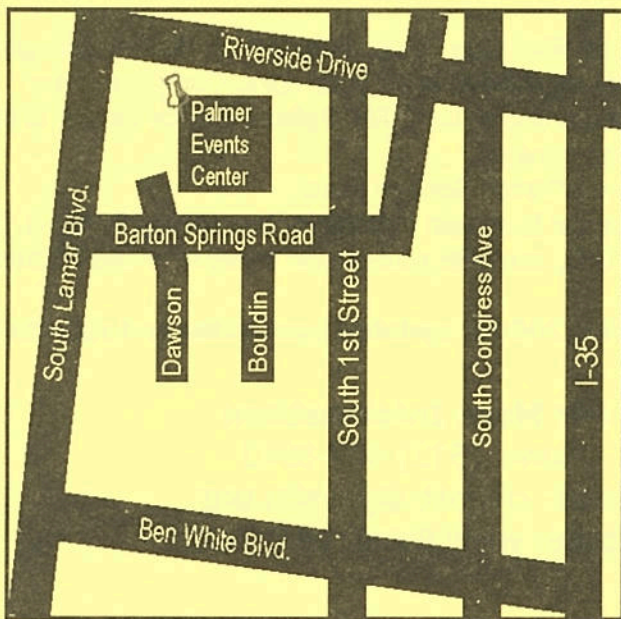 Riverside Drive
Palmer
Events
Center
Barton Springs Road
South Lamar Blvd.
Dawson
Bouldin
South 1st Street
South Congress Ave
I-35
Ben White Blvd.